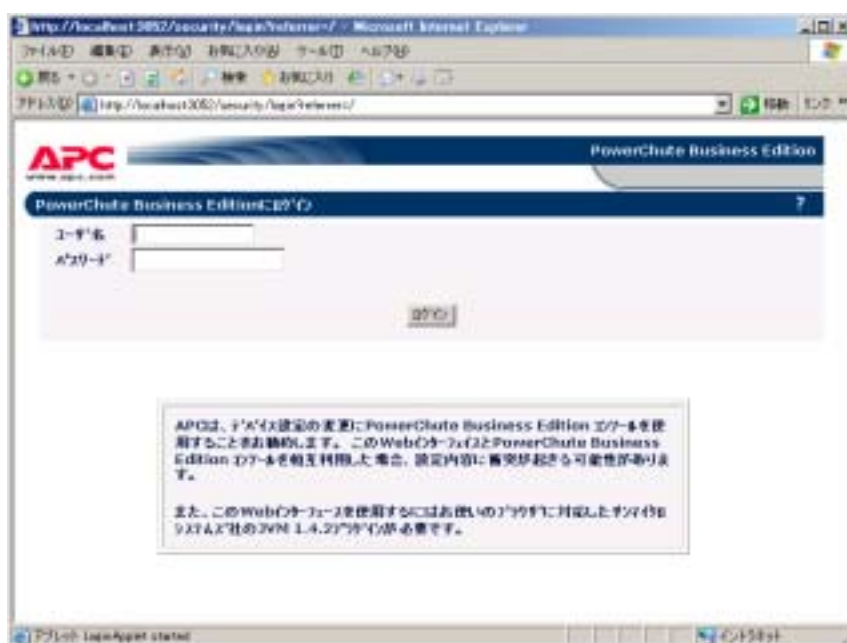 http://localhost:3052/security/login?referrer=/ - Microsoft Internet Explorer
ファイル(F) 編集(E) 表示(V) お気に入り(A) ツール(T) ヘルプ(H)
戻る 検索 お気に入り
アドレス(D) http://localhost:3052/security/login?referrer=/ 移動 リンク
APC
www.apc.com
PowerChute Business Edition
PowerChute Business Editionにﾛｸﾞｲﾝ ?
ﾕｰｻﾞ名
ﾊﾟｽﾜｰﾄﾞ
ﾛｸﾞｲﾝ
APCは、ﾃﾞﾊﾞｲｽ設定の変更にPowerChute Business Edition ｺﾝｿｰﾙを使
用することをお勧めします。 このWebｲﾝﾀｰﾌｪｲｽとPowerChute Business
Edition ｺﾝｿｰﾙを相互利用した場合、設定内容に衝突が起きる可能性がありま
す。
また、このWebｲﾝﾀｰﾌｪｰｽを使用するにはお使いのﾌﾞﾗｳｻﾞに対応したｻﾝﾏｲｸﾛ
ｼｽﾃﾑｽﾞ社のJVM 1.4.2ﾌﾟﾗｸﾞｲﾝが必要です。
アプレット LoginApplet started イントラネット